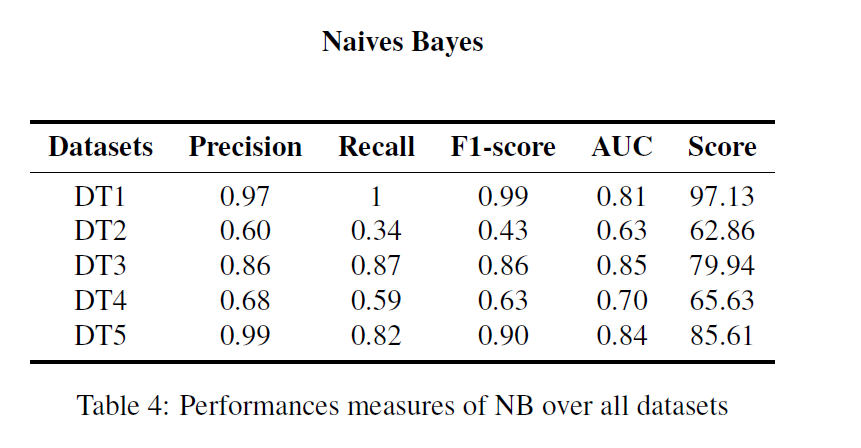 Naives Bayes
Datasets Precision Recall F1-score AUC Score
DT1 0.97 1 0.99 0.81 97.13
DT2 0.60 0.34 0.43 0.63 62.86
DT3 0.86 0.87 0.86 0.85 79.94
DT4 0.68 0.59 0.63 0.70 65.63
DT5 0.99 0.82 0.90 0.84 85.61
Table 4: Performances measures of NB over all datasets